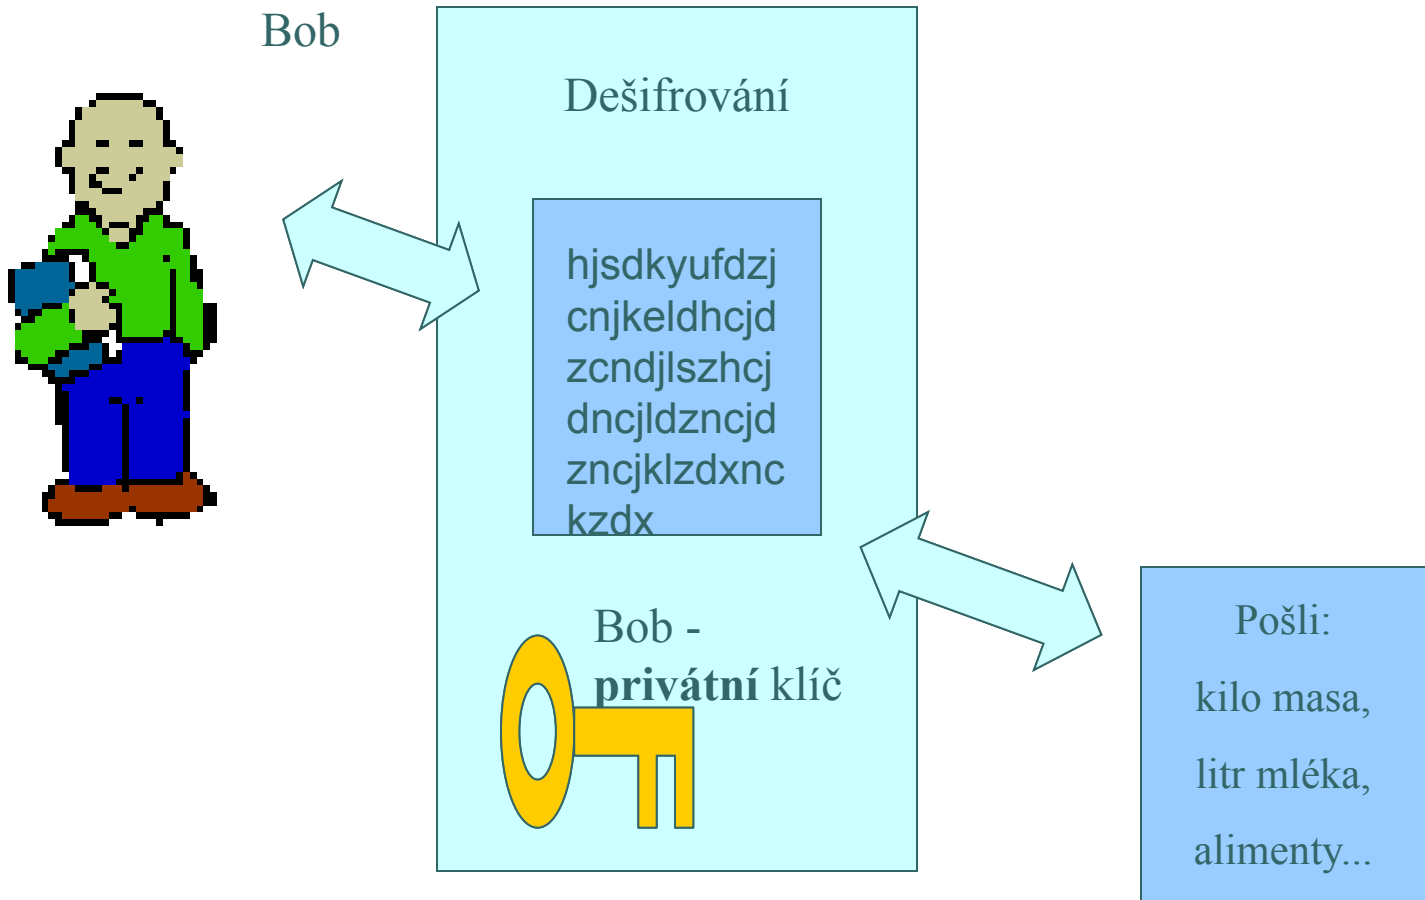 Bob
Dešifrování
hjsdkyufdzj
cnjkeldhcjd
zcndjlszhcj
dncjldzncjd
zncjklzdxnc
kzdx
Bob -
privátní klíč
Pošli:
kilo masa,
litr mléka,
alimenty...